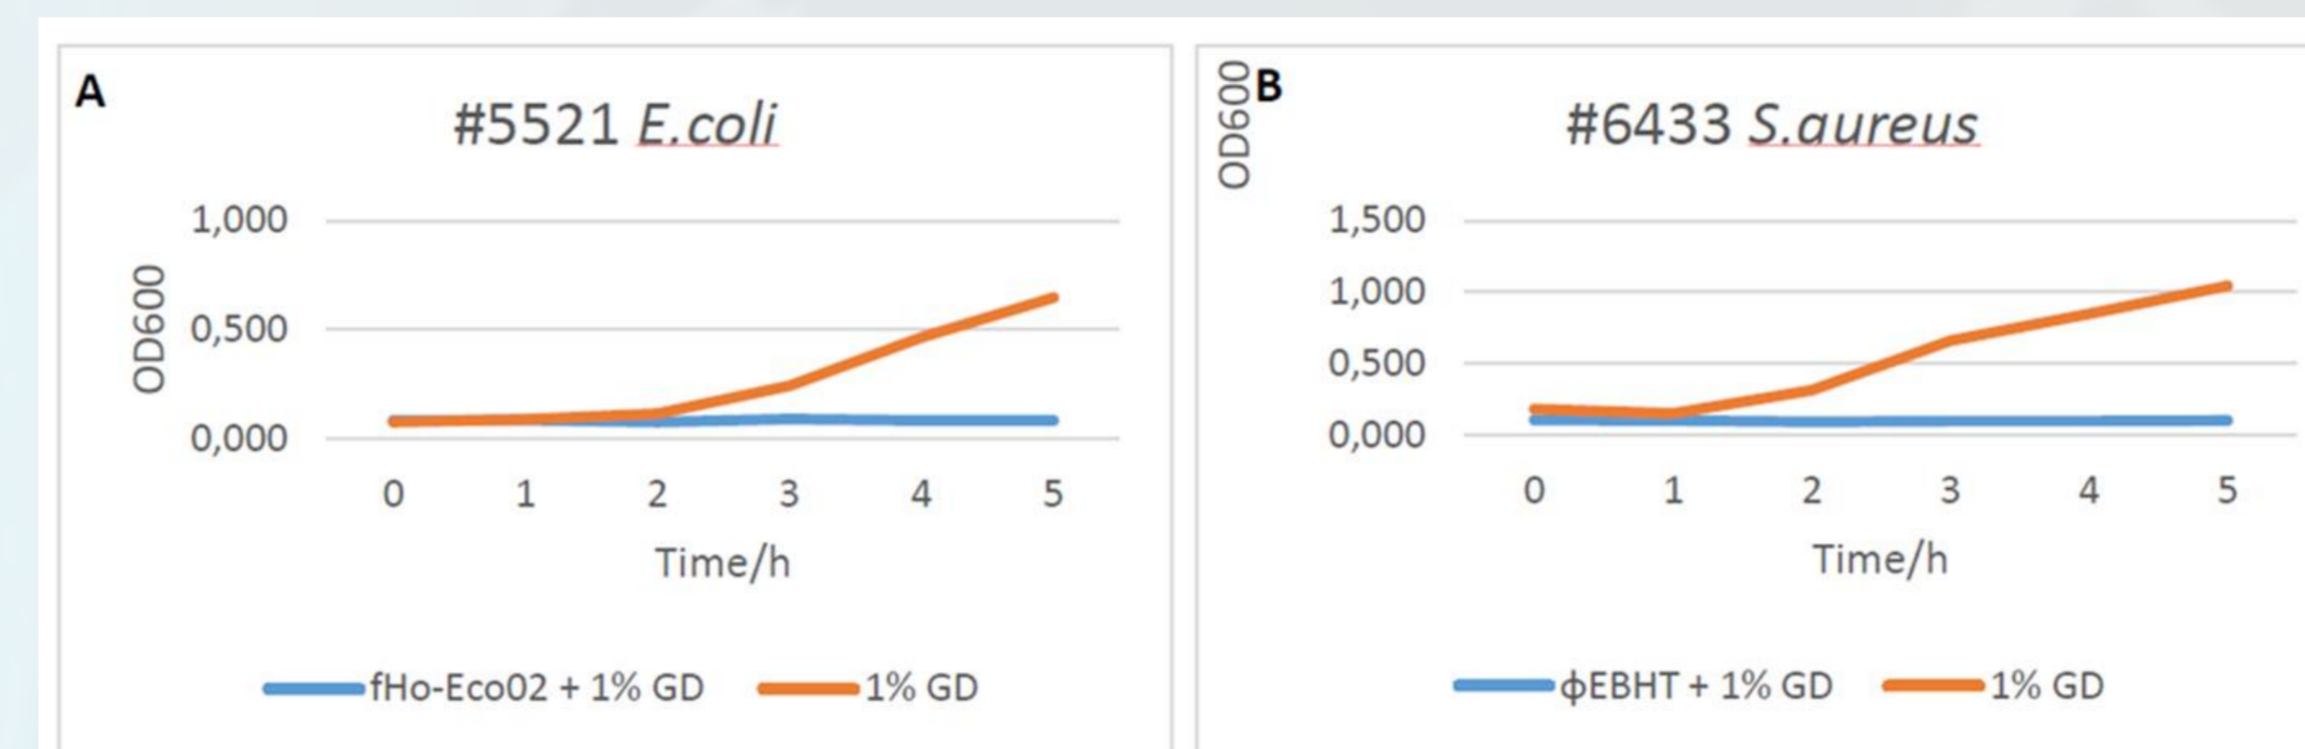 A
#5521 E.coli
OD600
1,000
0,500
0,000
0 1 2 3 4 5
Time/h
fHo-Eco02 + 1% GD 1% GD
B
#6433 S.aureus
OD600
1,500
1,000
0,500
0,000
0 1 2 3 4 5
Time/h
ϕEBHT + 1% GD 1% GD